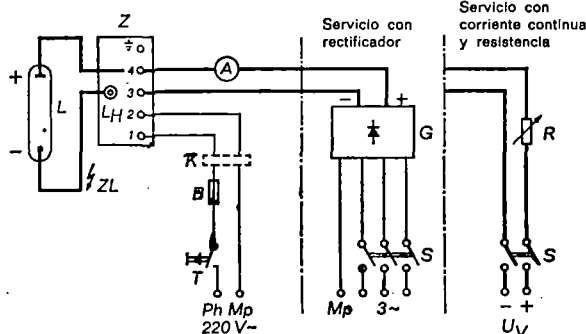 Servicio con
rectificador
Servicio con
corriente contínua
y resistencia
Z
4
3
2
1
+
L
−
L_H
ZL
A
K
B
T
Ph Mp
220 V~
− +
G
S
Mp 3~
R
S
− +
U_V